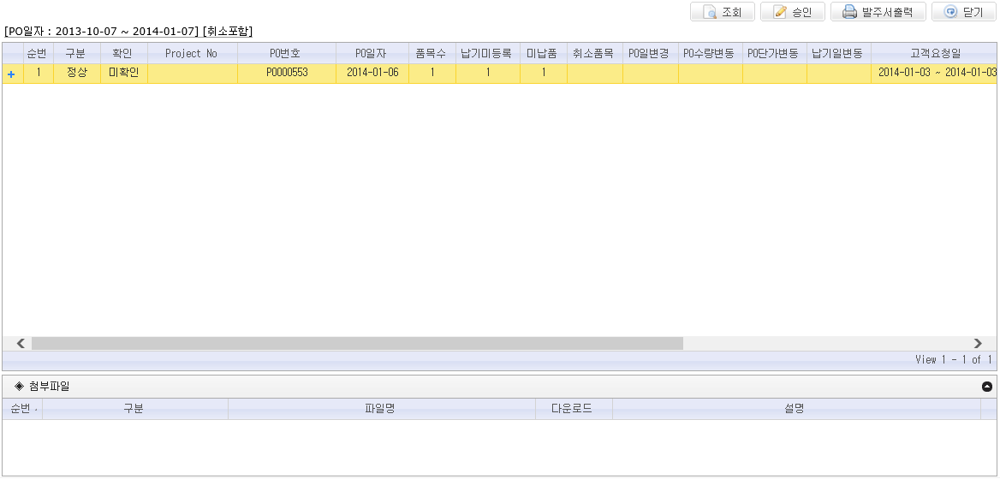 조회 승인 발주서출력 닫기
[PO일자 : 2013-10-07 ~ 2014-01-07] [취소포함]
순번 구분 확인 Project No PO번호 PO일자 품목수 납기미등록 미납품 취소품목 PO일변경 PO수량변동 PO단가변동 납기일변동 고객요청일
1 정상 미확인 PO000553 2014-01-06 1 1 1 2014-01-03 ~ 2014-01-03
View 1 - 1 of 1
◈ 첨부파일
순번 구분 파일명 다운로드 설명